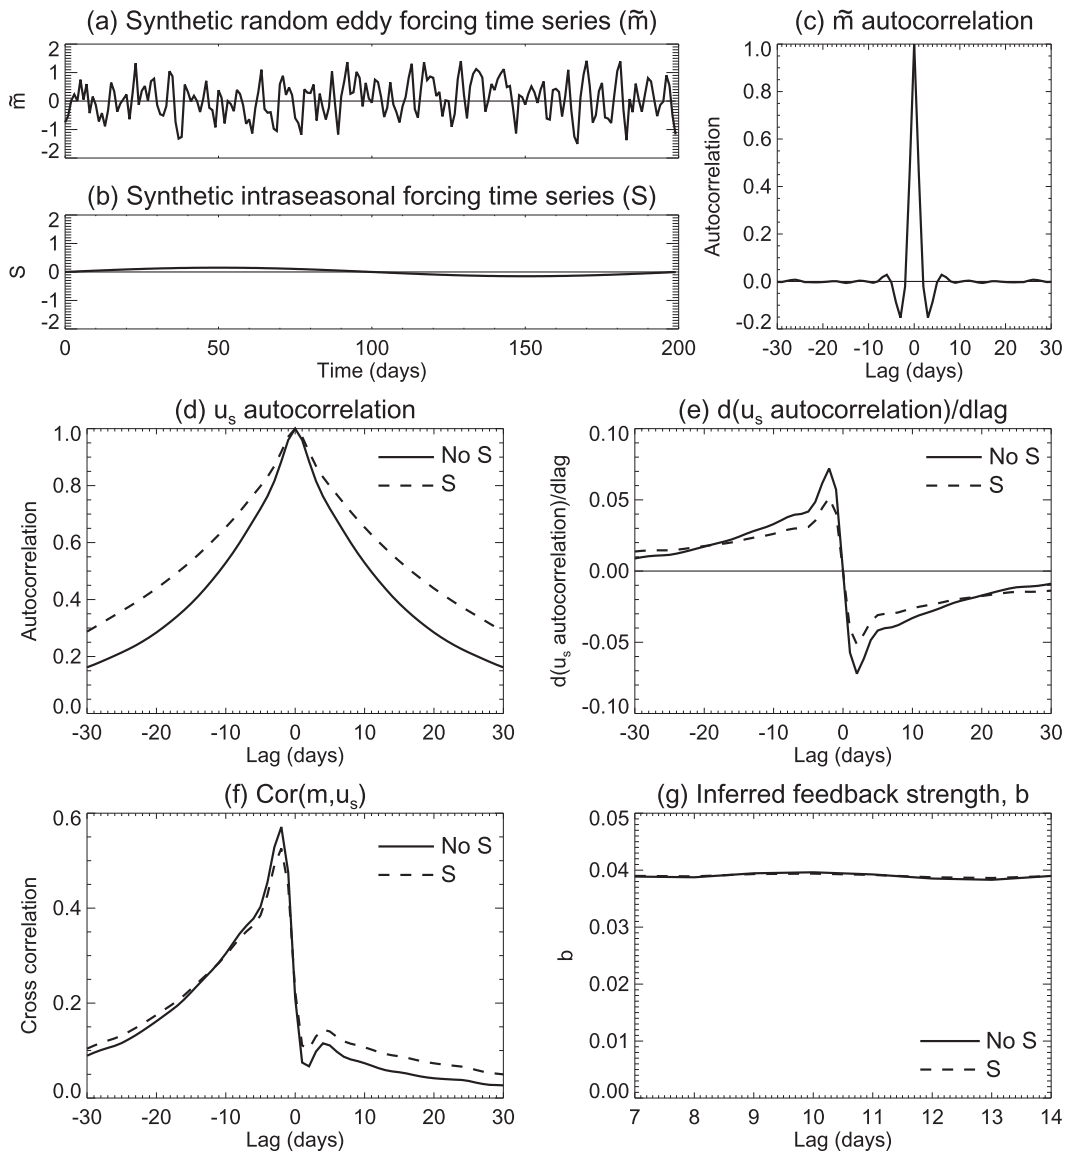 (a) Synthetic random eddy forcing time series (m̃)
2
1
0
-1
-2
m̃
(b) Synthetic intraseasonal forcing time series (S)
2
1
0
-1
-2
S
0 50 100 150 200
Time (days)
(c) m̃ autocorrelation
1.0
0.8
0.6
0.4
0.2
0.0
-0.2
Autocorrelation
-30 -20 -10 0 10 20 30
Lag (days)
(d) us autocorrelation
1.0
0.8
0.6
0.4
0.2
0.0
Autocorrelation
No S
S
-30 -20 -10 0 10 20 30
Lag (days)
(e) d(us autocorrelation)/dlag
0.10
0.05
0.00
-0.05
-0.10
d(us autocorrelation)/dlag
No S
S
-30 -20 -10 0 10 20 30
Lag (days)
(f) Cor(m,us)
0.6
0.4
0.2
0.0
Cross correlation
No S
S
-30 -20 -10 0 10 20 30
Lag (days)
(g) Inferred feedback strength, b
0.05
0.04
0.03
0.02
0.01
0.00
b
No S
S
7 8 9 10 11 12 13 14
Lag (days)